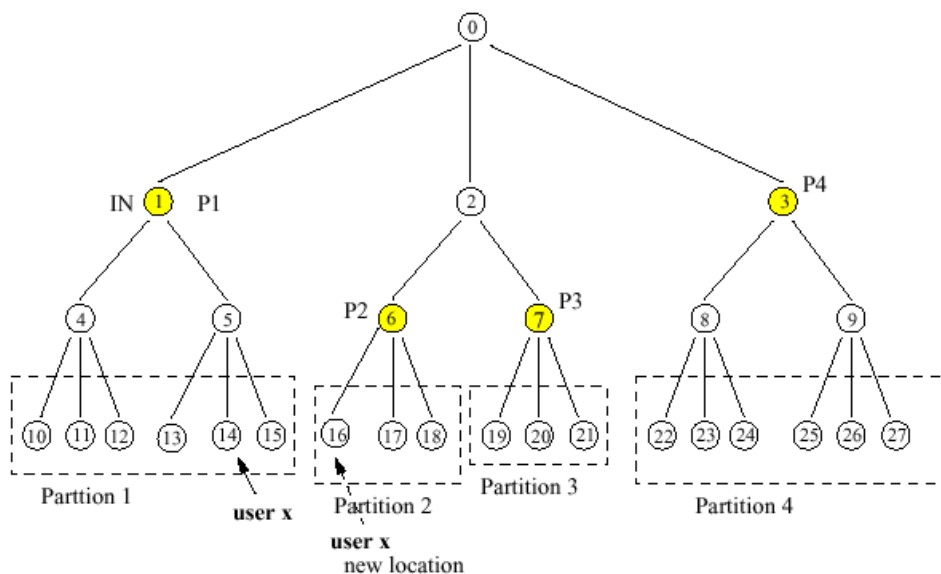 0
P4
IN 1 P1 2 3
P2 P3
4 5 6 7 8 9
10 11 12 13 14 15 16 17 18 19 20 21 22 23 24 25 26 27
Parttion 1 Partition 2 Partition 3 Partition 4
user x
user x
new location